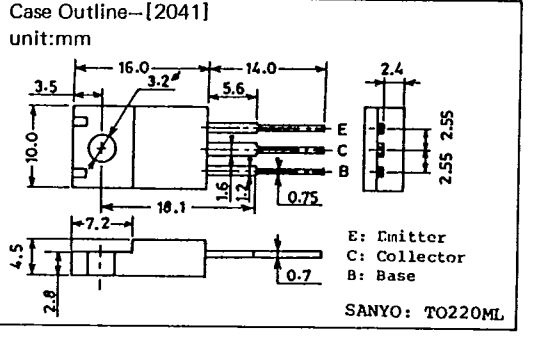 Case Outline—[2041]
unit:mm
16.0
14.0
3.2ø
2.4
3.5
5.6
10.0
E
C
B
2.55
2.55
1.6
1.2
0.75
18.1
7.2
4.5
2.8
0.7
E: Emitter
C: Collector
B: Base
SANYO: TO220ML